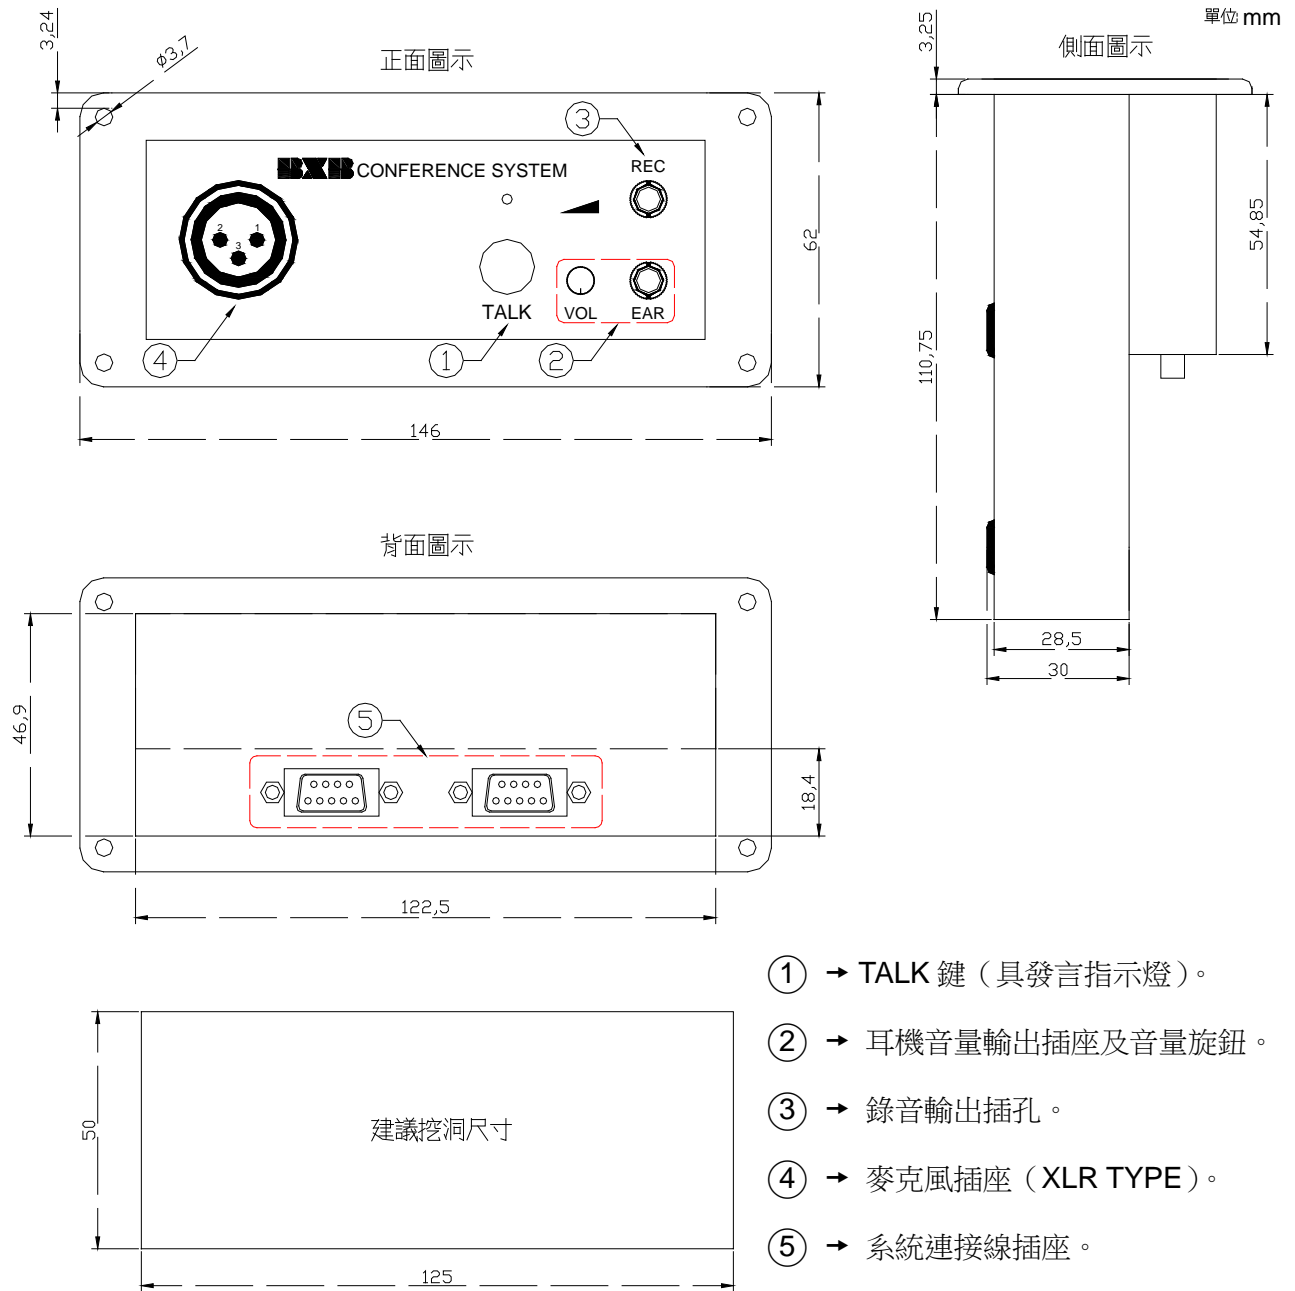 單位 mm
3,24
ø3,7
正面圖示
3,25
側面圖示
3
BXB CONFERENCE SYSTEM
REC
2 1
3
TALK
VOL
EAR
4
1
2
62
146
110,75
54,85
28,5
30
背面圖示
46,9
5
18,4
122,5
50
建議挖洞尺寸
125
1 → TALK 鍵（具發言指示燈）。
2 → 耳機音量輸出插座及音量旋鈕。
3 → 錄音輸出插孔。
4 → 麥克風插座（XLR TYPE）。
5 → 系統連接線插座。